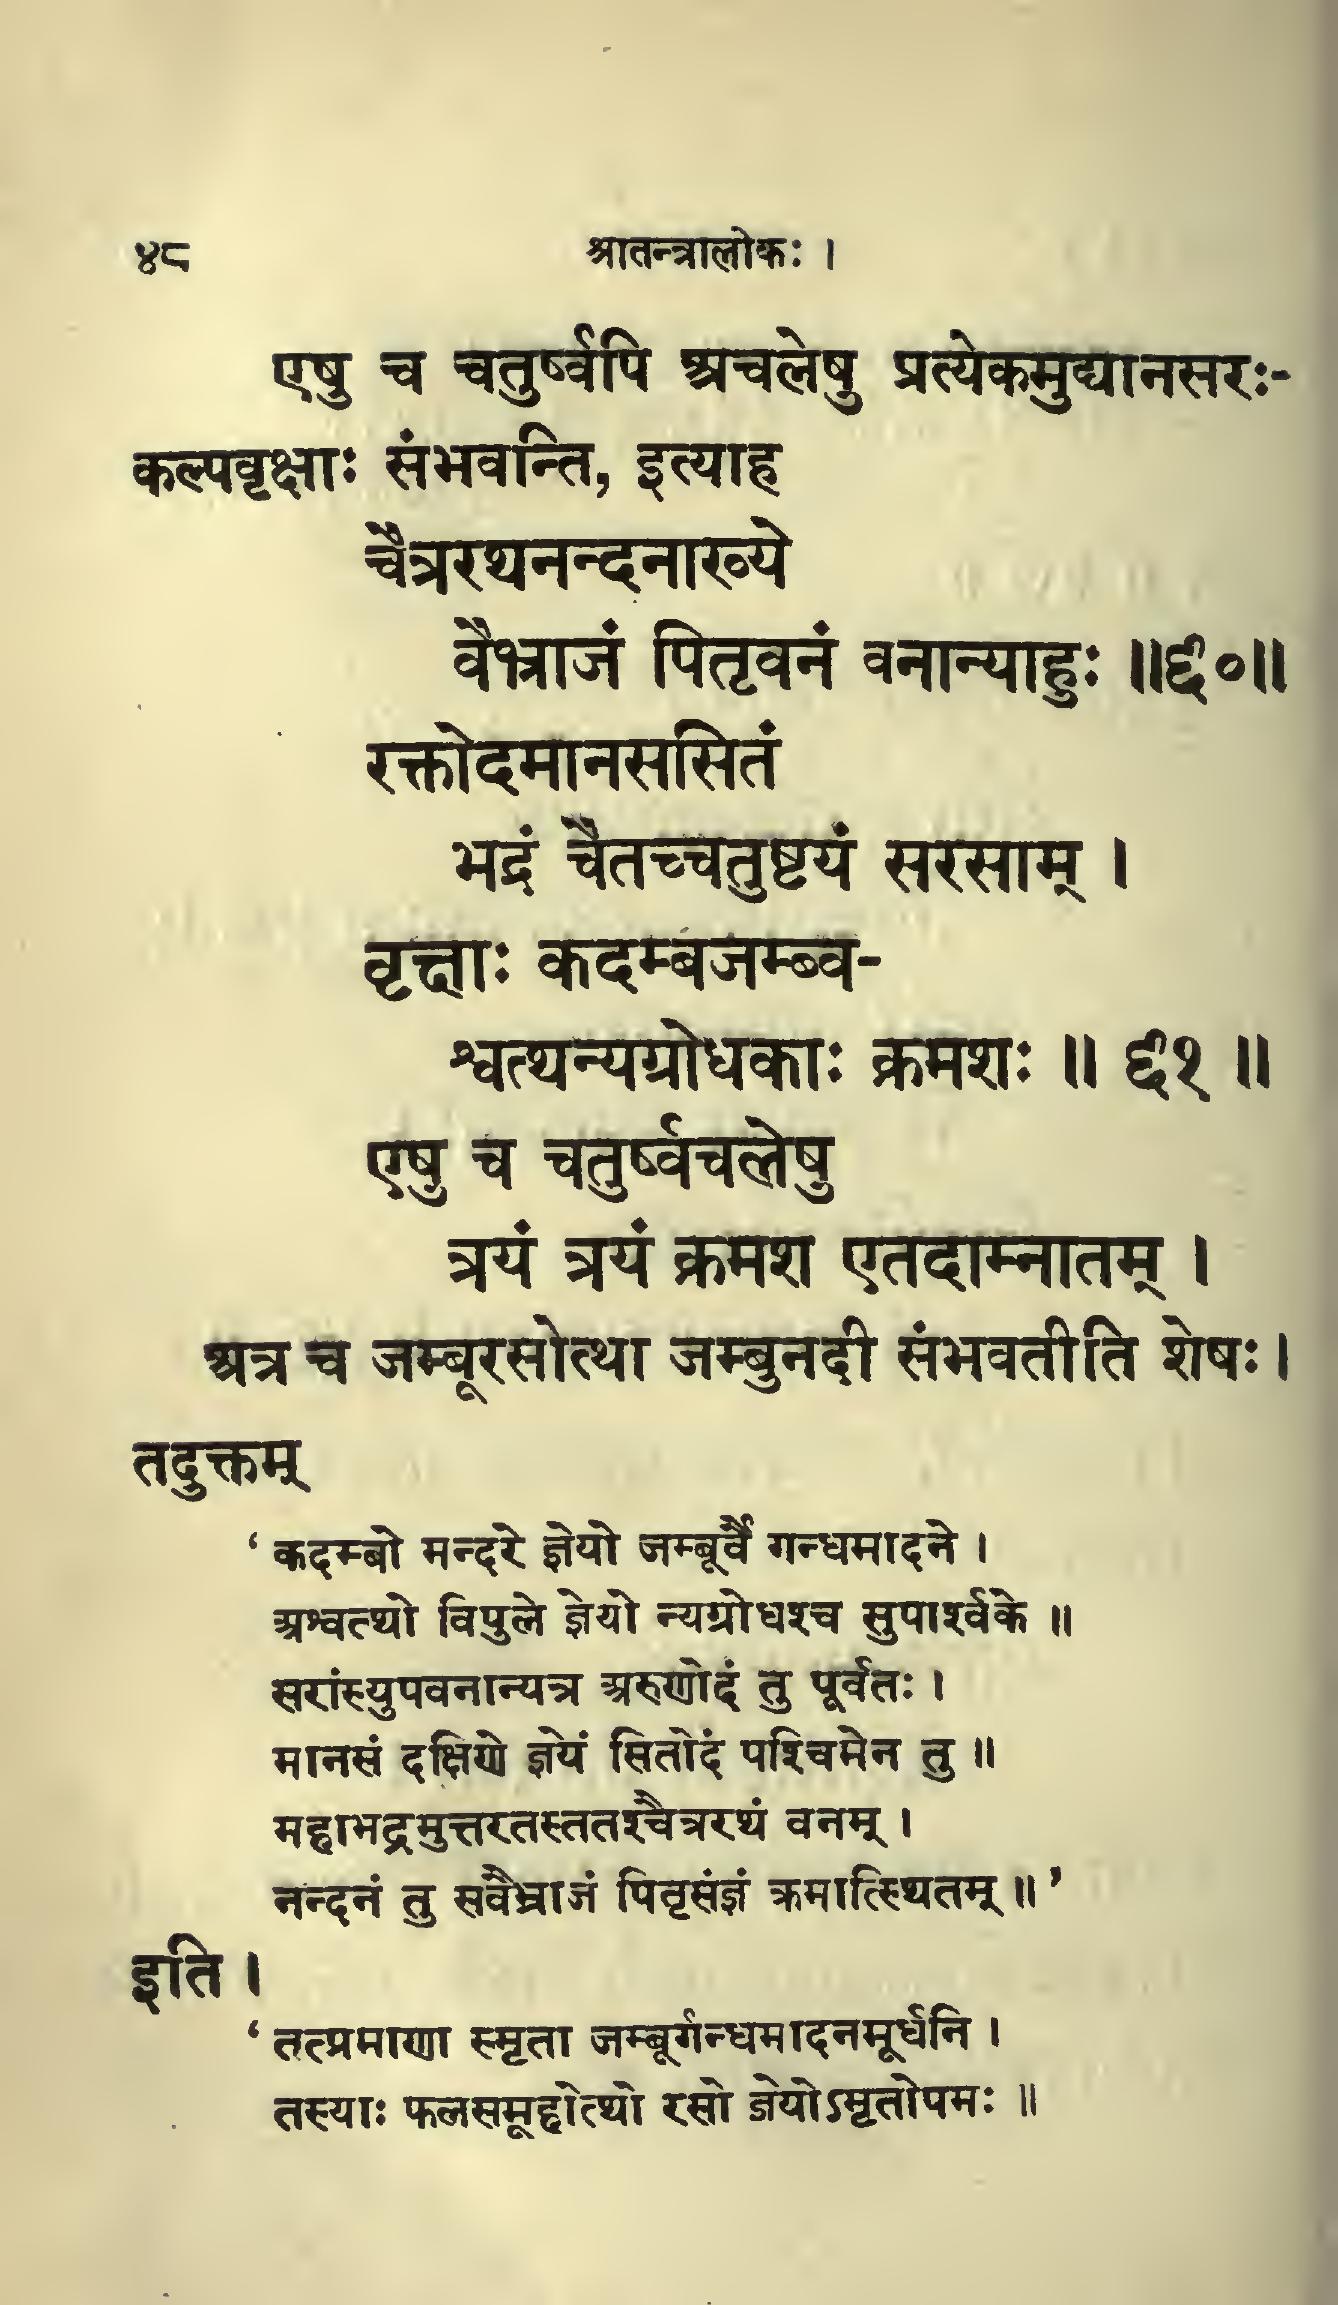 ४८ श्रीतन्त्रालोकः ।
एषु च चतुर्ष्वपि अचलेषु प्रत्येकमुद्यानसरः-
कल्पवृक्षाः संभवन्ति, इत्याह
चैत्ररथनन्दनाख्ये
वैभ्राजं पितृवनं वनान्याहुः ॥६०॥
रक्तोदमानससितं
भद्रं चैतच्चतुष्टयं सरसाम् ।
वृक्षाः कदम्बजम्ब्व-
श्वत्थन्यग्रोधकाः क्रमशः ॥ ६१ ॥
एषु च चतुर्ष्वचलेषु
त्रयं त्रयं क्रमश एतदाम्नातम् ।
अत्र च जम्बूरसोत्था जम्बुनदी संभवतीति शेषः ।
तदुक्तम्
‘ कदम्बो मन्दरे ज्ञेयो जम्बूर्वै गन्धमादने ।
अश्वत्थो विपुले ज्ञेयो न्यग्रोधश्च सुपार्श्वके ॥
सरांस्युपवनान्यत्र अरुणोदं तु पूर्वतः ।
मानसं दक्षिणे ज्ञेयं सितोदं पश्चिमेन तु ॥
महाभद्रमुत्तरतस्ततश्चैत्ररथं वनम् ।
नन्दनं तु सवैभ्राजं पितृसंज्ञं क्रमात्स्थितम् ॥ ’
इति ।
‘ तत्प्रमाणा स्मृता जम्बूर्गन्धमादनमूर्धनि ।
तस्याः फलसमूहोत्थो रसो ज्ञेयोऽमृतोपमः ॥